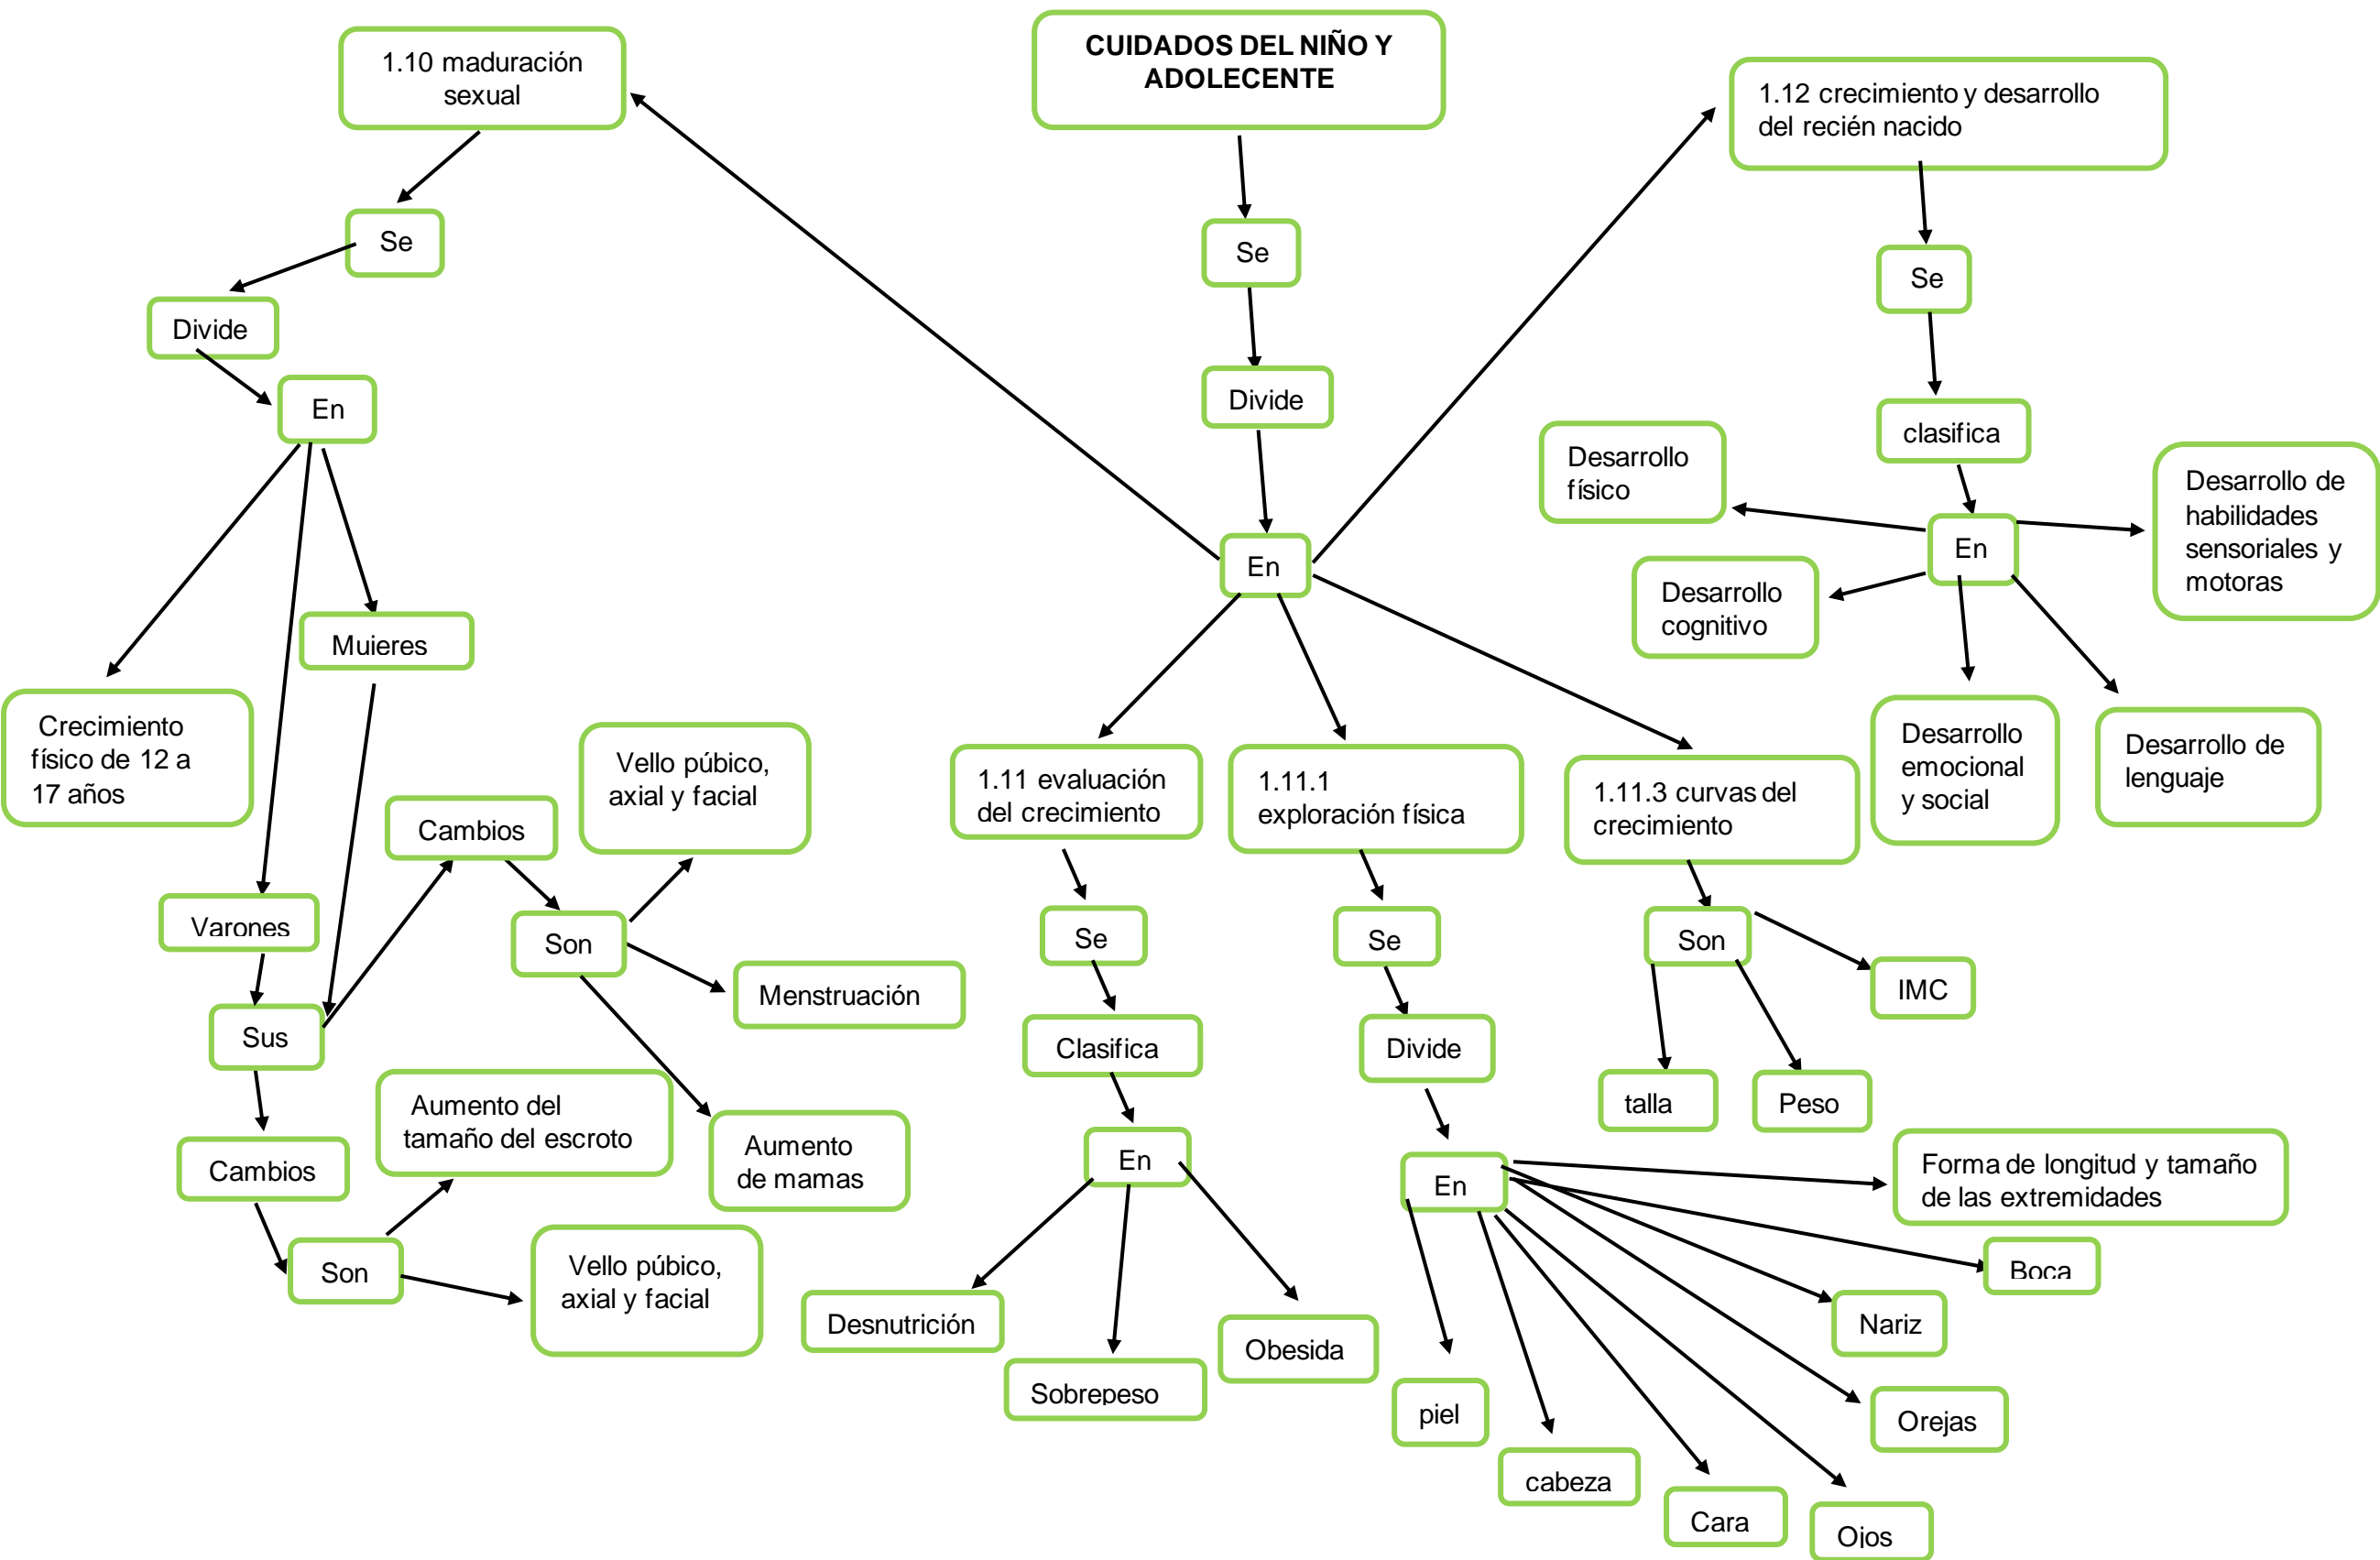 CUIDADOS DEL NIÑO Y
ADOLECENTE
Se
Divide
En
1.10 maduración
sexual
Se
Divide
En
Crecimiento
físico de 12 a
17 años
Mujeres
Varones
Sus
Cambios
Son
Vello púbico,
axial y facial
Menstruación
Aumento
de mamas
Cambios
Son
Aumento del
tamaño del escroto
Vello púbico,
axial y facial
1.11 evaluación
del crecimiento
Se
Clasifica
En
Desnutrición
Sobrepeso
Obesida
1.11.1
exploración física
Se
Divide
En
piel
cabeza
Cara
Ojos
Orejas
Nariz
Boca
Forma de longitud y tamaño
de las extremidades
1.11.3 curvas del
crecimiento
Son
talla
Peso
IMC
1.12 crecimiento y desarrollo
del recién nacido
Se
clasifica
En
Desarrollo
físico
Desarrollo
cognitivo
Desarrollo
emocional
y social
Desarrollo de
lenguaje
Desarrollo de
habilidades
sensoriales y
motoras